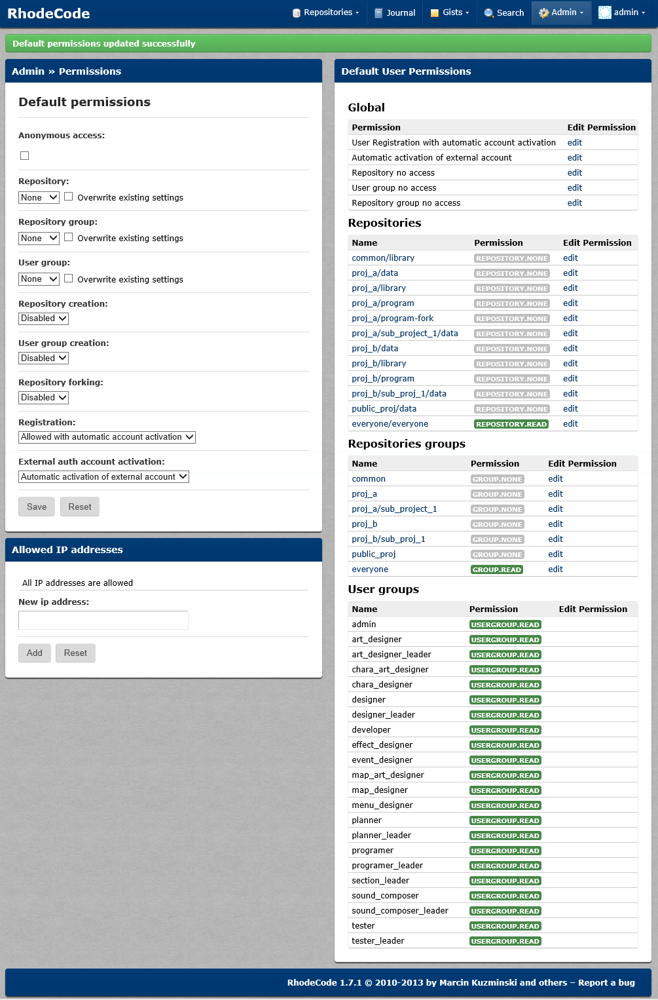 RhodeCode
Repositories Journal Gists Search Admin admin
Default permissions updated successfully
Admin » Permissions
Default permissions
Anonymous access:
Repository:
None Overwrite existing settings
Repository group:
None Overwrite existing settings
User group:
None Overwrite existing settings
Repository creation:
Disabled
User group creation:
Disabled
Repository forking:
Disabled
Registration:
Allowed with automatic account activation
External auth account activation:
Automatic activation of external account
Save Reset
Allowed IP addresses
All IP addresses are allowed
New ip address:
Add Reset
Default User Permissions
Global
Permission Edit Permission
User Registration with automatic account activation edit
Automatic activation of external account edit
Repository no access edit
User group no access edit
Repository group no access edit
Repositories
Name Permission Edit Permission
common/library REPOSITORY.NONE edit
proj_a/data REPOSITORY.NONE edit
proj_a/library REPOSITORY.NONE edit
proj_a/program REPOSITORY.NONE edit
proj_a/program-fork REPOSITORY.NONE edit
proj_a/sub_project_1/data REPOSITORY.NONE edit
proj_b/data REPOSITORY.NONE edit
proj_b/library REPOSITORY.NONE edit
proj_b/program REPOSITORY.NONE edit
proj_b/sub_proj_1/data REPOSITORY.NONE edit
public_proj/data REPOSITORY.NONE edit
everyone/everyone REPOSITORY.READ edit
Repositories groups
Name Permission Edit Permission
common GROUP.NONE edit
proj_a GROUP.NONE edit
proj_a/sub_project_1 GROUP.NONE edit
proj_b GROUP.NONE edit
proj_b/sub_proj_1 GROUP.NONE edit
public_proj GROUP.NONE edit
everyone GROUP.READ edit
User groups
Name Permission Edit Permission
admin USERGROUP.READ
art_designer USERGROUP.READ
art_designer_leader USERGROUP.READ
chara_art_designer USERGROUP.READ
chara_designer USERGROUP.READ
designer USERGROUP.READ
designer_leader USERGROUP.READ
developer USERGROUP.READ
effect_designer USERGROUP.READ
event_designer USERGROUP.READ
map_art_designer USERGROUP.READ
map_designer USERGROUP.READ
menu_designer USERGROUP.READ
planner USERGROUP.READ
planner_leader USERGROUP.READ
programer USERGROUP.READ
programer_leader USERGROUP.READ
section_leader USERGROUP.READ
sound_composer USERGROUP.READ
sound_composer_leader USERGROUP.READ
tester USERGROUP.READ
tester_leader USERGROUP.READ
RhodeCode 1.7.1 © 2010-2013 by Marcin Kuzminski and others – Report a bug